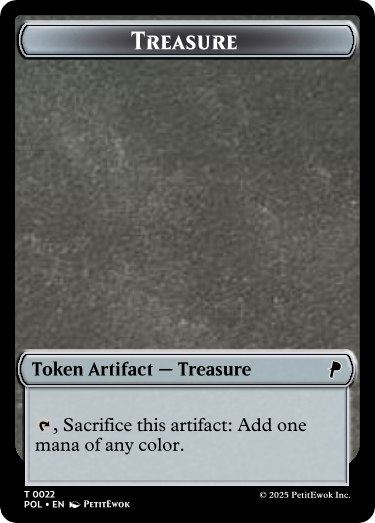 Treasure
Token Artifact — Treasure
, Sacrifice this artifact: Add one
mana of any color.
T 0022
POL • EN PetitEwok
© 2025 PetitEwok Inc.